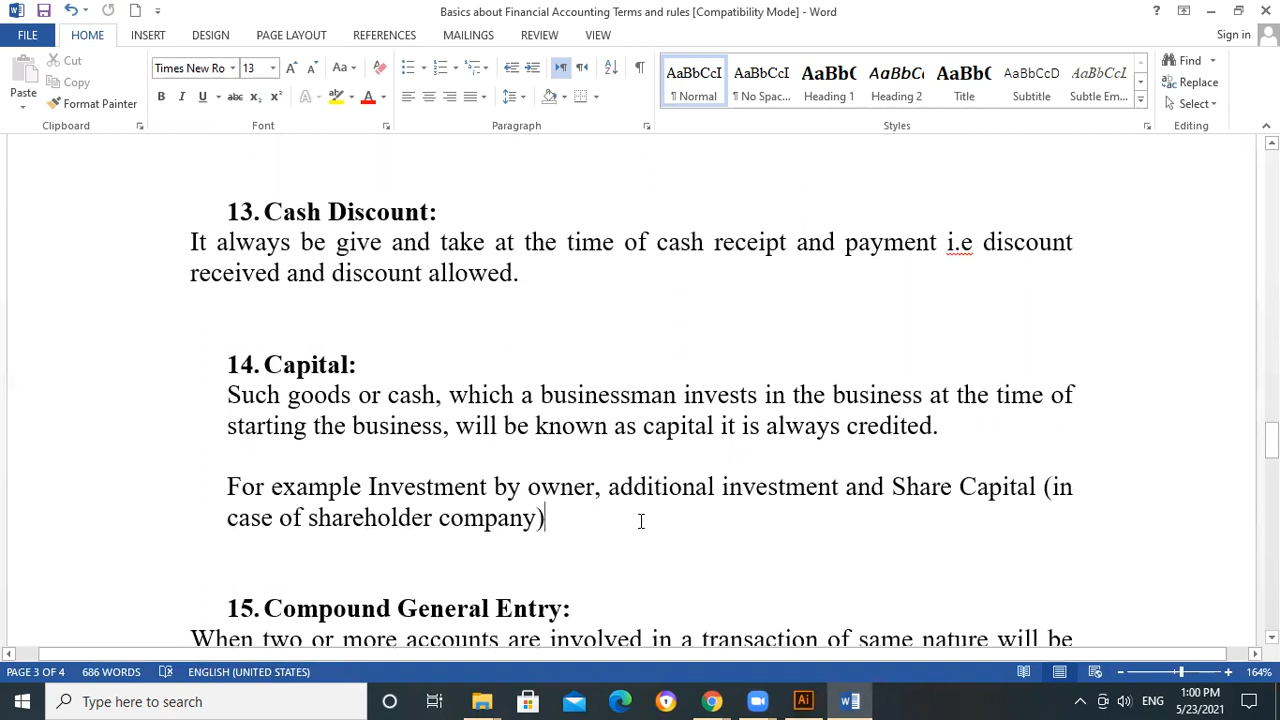 Basics about Financial Accounting Terms and rules [Compatibility Mode] - Word
?
FILE HOME INSERT DESIGN PAGE LAYOUT REFERENCES MAILINGS REVIEW VIEW Sign in
Paste
Cut
Copy
Format Painter
Clipboard
Times New Ro 13
B I U abc x₂ x²
Font
Paragraph
AaBbCcI AaBbCcI AaBb( AaBbC( AaBb( AaBbCcD AaBbCcI
¶ Normal ¶ No Spac... Heading 1 Heading 2 Title Subtitle Subtle Em...
Styles
Find
Replace
Select
Editing
13. Cash Discount:
It always be give and take at the time of cash receipt and payment i.e discount
received and discount allowed.
14. Capital:
Such goods or cash, which a businessman invests in the business at the time of
starting the business, will be known as capital it is always credited.
For example Investment by owner, additional investment and Share Capital (in
case of shareholder company)
15. Compound General Entry:
When two or more accounts are involved in a transaction of same nature will be
PAGE 3 OF 4 686 WORDS ENGLISH (UNITED STATES) 164%
Type here to search
Ai
ENG
1:00 PM
5/23/2021